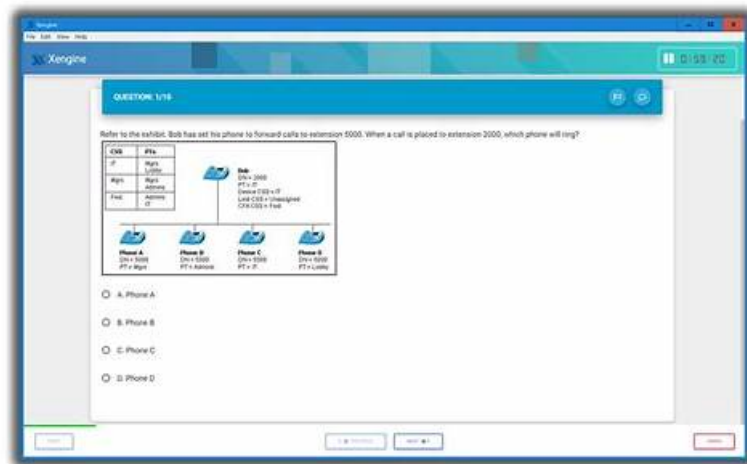 Xengine
File Edit View Help
Xengine
QUESTION: 1/15
Refer to the exhibit. Bob has set his phone to forward calls to extension 5000. When a call is placed to extension 2000, which phone will ring?
CSS PTs
IT Mgrs
Lobby
Mgrs Mgrs
Admins
Fwd Admins
IT
Bob
DN = 2000
PT = IT
Device CSS = IT
Line CSS = Unassigned
CFA CSS = Fwd
Phone A Phone B Phone C Phone D
DN = 5000 DN = 5000 DN = 5000 DN = 5000
PT = Mgrs PT = Admins PT = IT PT = Lobby
A. Phone A
B. Phone B
C. Phone C
D. Phone D